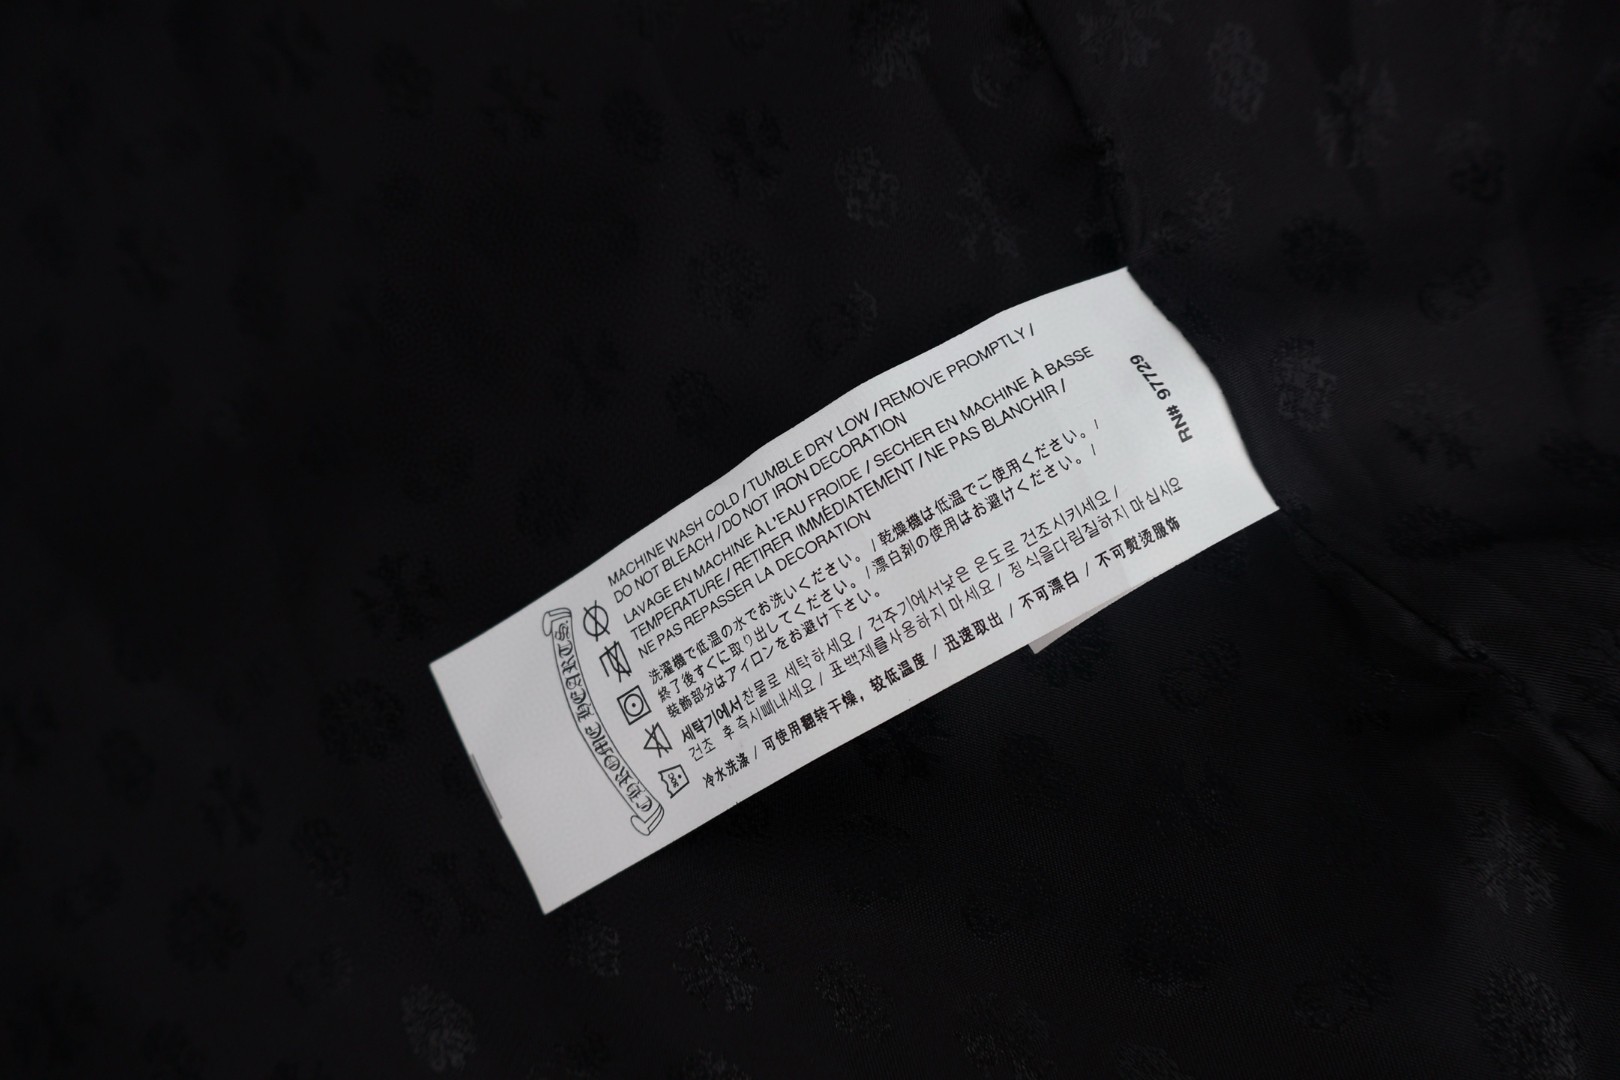 CHROME HEARTS
MACHINE WASH COLD / TUMBLE DRY LOW / REMOVE PROMPTLY /
DO NOT BLEACH / DO NOT IRON DECORATION
LAVAGE EN MACHINE À L'EAU FROIDE / SECHER EN MACHINE À BASSE
TEMPERATURE / RETIRER IMMÉDIATEMENT / NE PAS BLANCHIR /
NE PAS REPASSER LA DECORATION
洗濯機で低温の水でお洗いください。 / 乾燥機は低温でご使用ください。 /
終了後すぐに取り出してください。 / 漂白剤の使用はお避けください。 /
装飾部分はアイロンをお避け下さい。
세탁기에서 찬물로 세탁하세요 / 건주기에서낮은 온도로 건조시키세요 /
건조 후 즉시빼내세요 / 표백제를사용하지 마세요 / 정식을다림질하지 마십시요
冷水洗涤 / 可使用翻转干燥，较低温度 / 迅速取出 / 不可漂白 / 不可熨烫服饰
RN# 97729